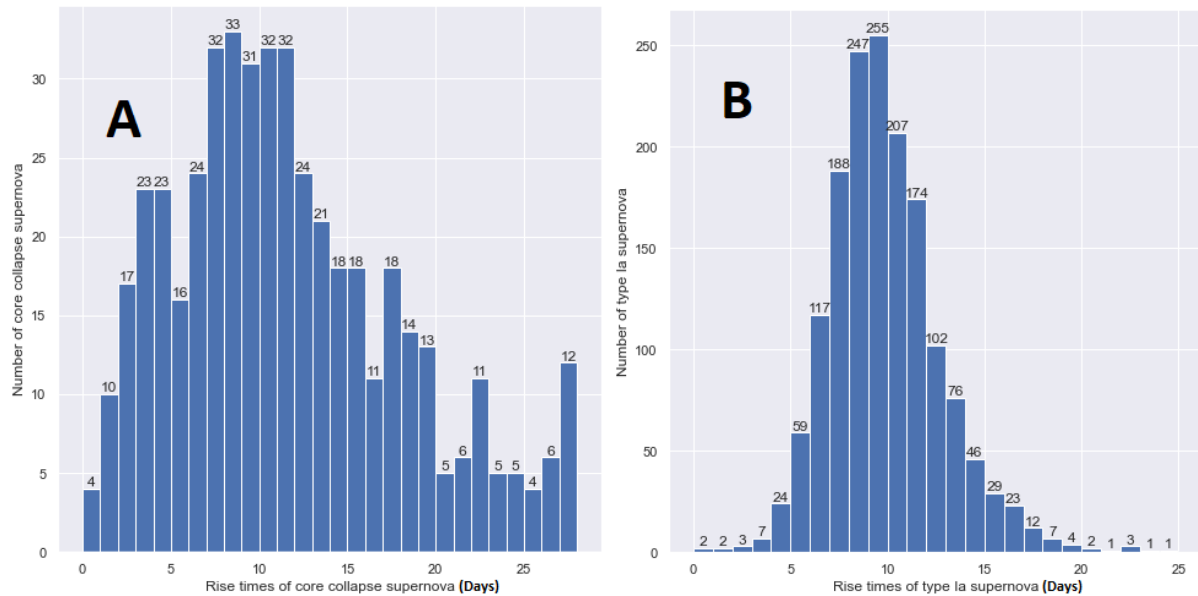 A
Number of core collapse supernova
30
25
20
15
10
5
0
4 10 17 23 23 16 24 32 33 31 32 32 24 21 18 18 11 18 14 13 5 6 11 5 5 4 6 12
0 5 10 15 20 25
Rise times of core collapse supernova (Days)
B
Number of type Ia supernova
250
200
150
100
50
0
2 2 3 7 24 59 117 188 247 255 207 174 102 76 46 29 23 12 7 4 2 1 3 1 1
0 5 10 15 20 25
Rise times of type Ia supernova (Days)